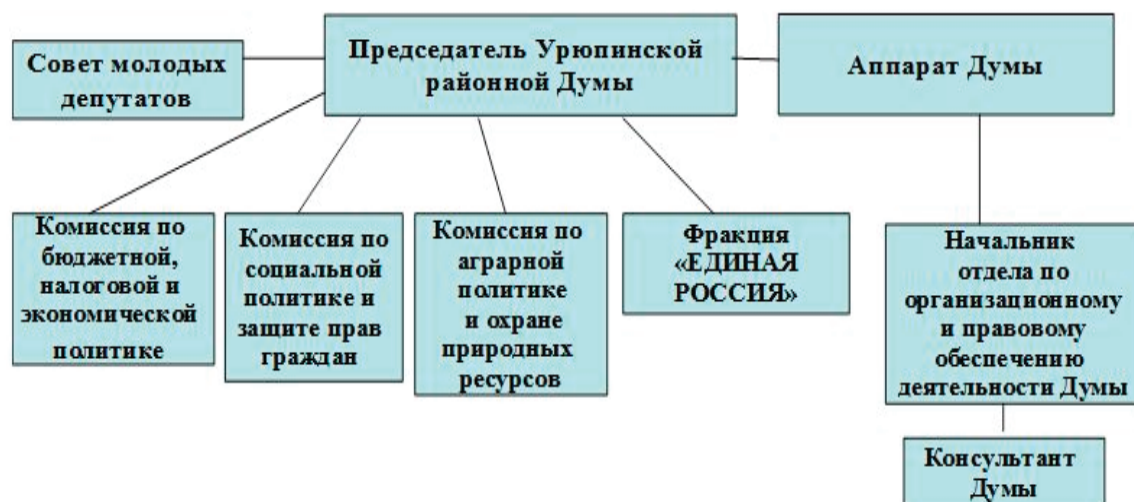 Совет молодых
депутатов
Председатель Урюпинской
районной Думы
Аппарат Думы
Комиссия по
бюджетной,
налоговой и
экономической
политике
Комиссия по
социальной
политике и
защите прав
граждан
Комиссия по
аграрной
политике
и охране
природных
ресурсов
Фракция
«ЕДИНАЯ
РОССИЯ»
Начальник
отдела по
организационному
и правовому
обеспечению
деятельности Думы
Консультант
Думы